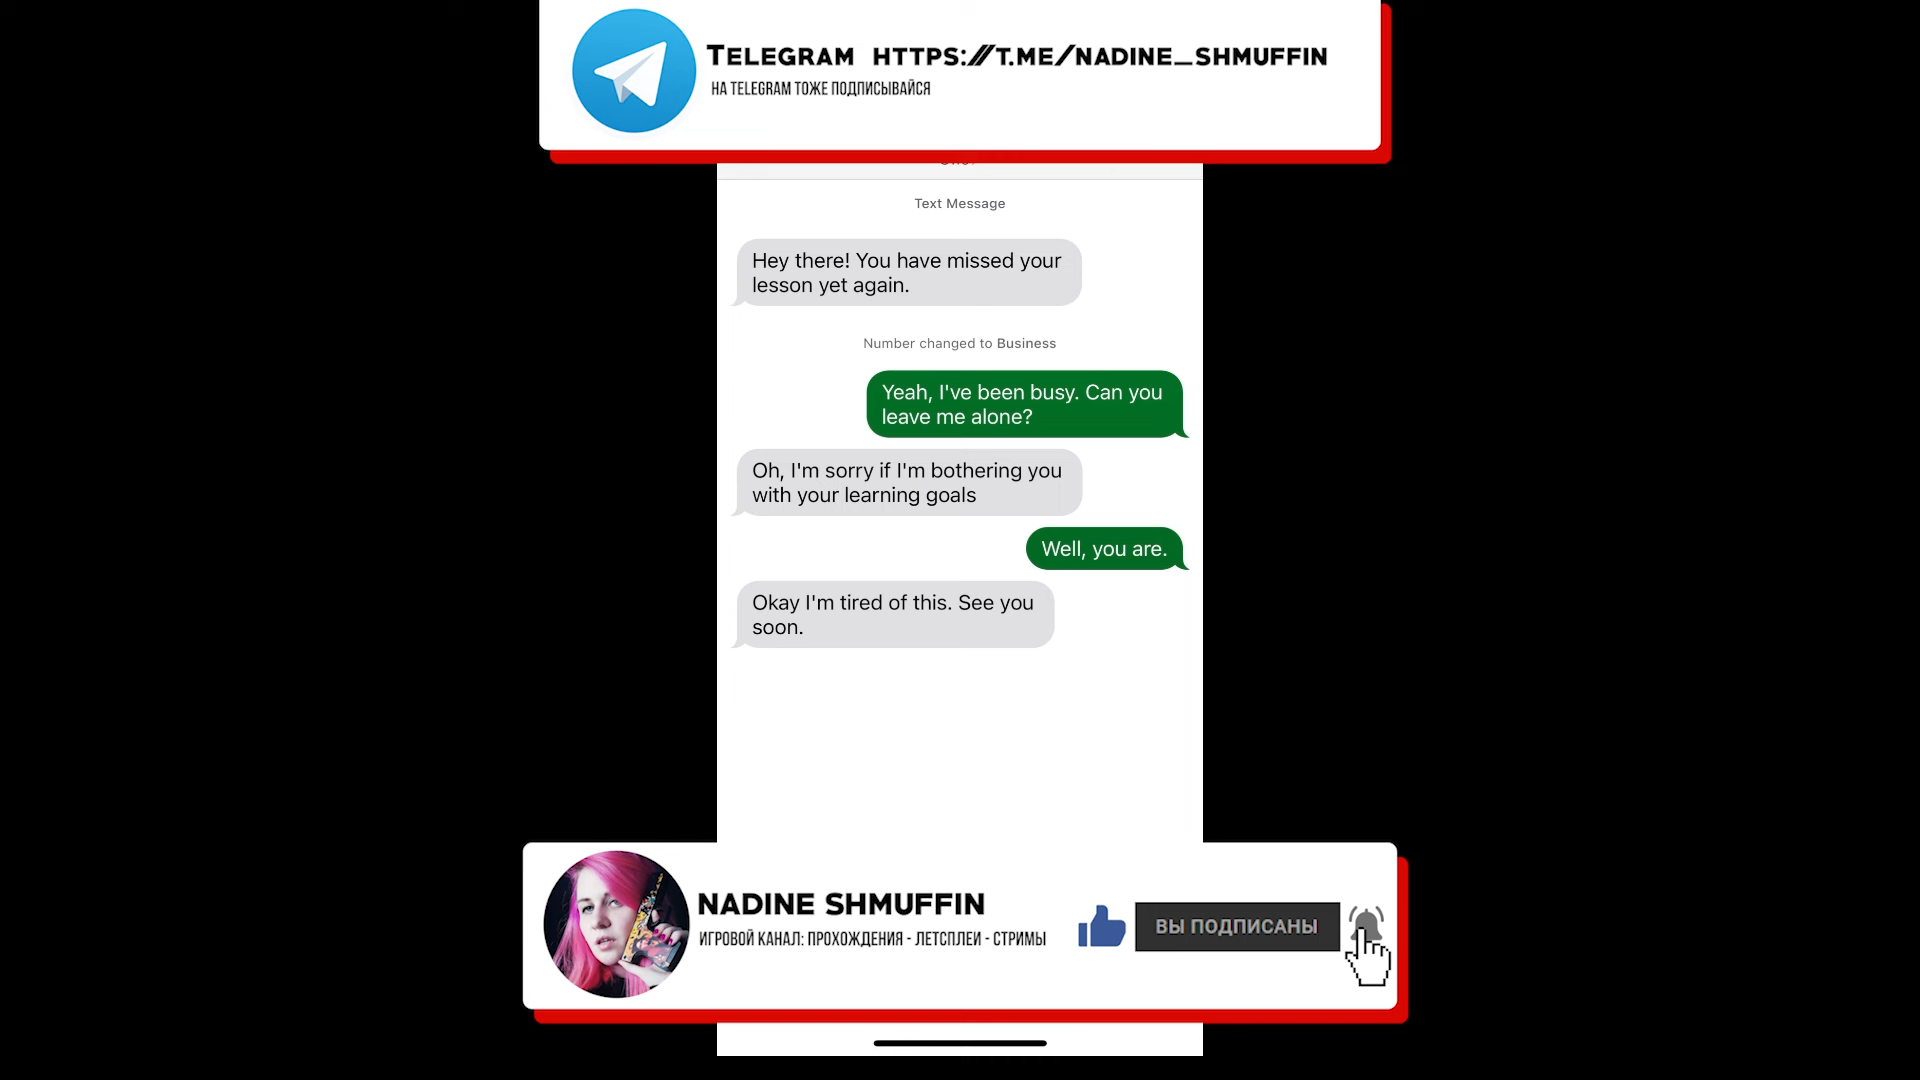 TELEGRAM HTTPS://T.ME/NADINE_SHMUFFIN
НА TELEGRAM ТОЖЕ ПОДПИСЫВАЙСЯ
Text Message
Hey there! You have missed your
lesson yet again.
Number changed to Business
Yeah, I've been busy. Can you
leave me alone?
Oh, I'm sorry if I'm bothering you
with your learning goals
Well, you are.
Okay I'm tired of this. See you
soon.
NADINE SHMUFFIN
ИГРОВОЙ КАНАЛ: ПРОХОЖДЕНИЯ - ЛЕТСПЛЕИ - СТРИМЫ
ВЫ ПОДПИСАНЫ